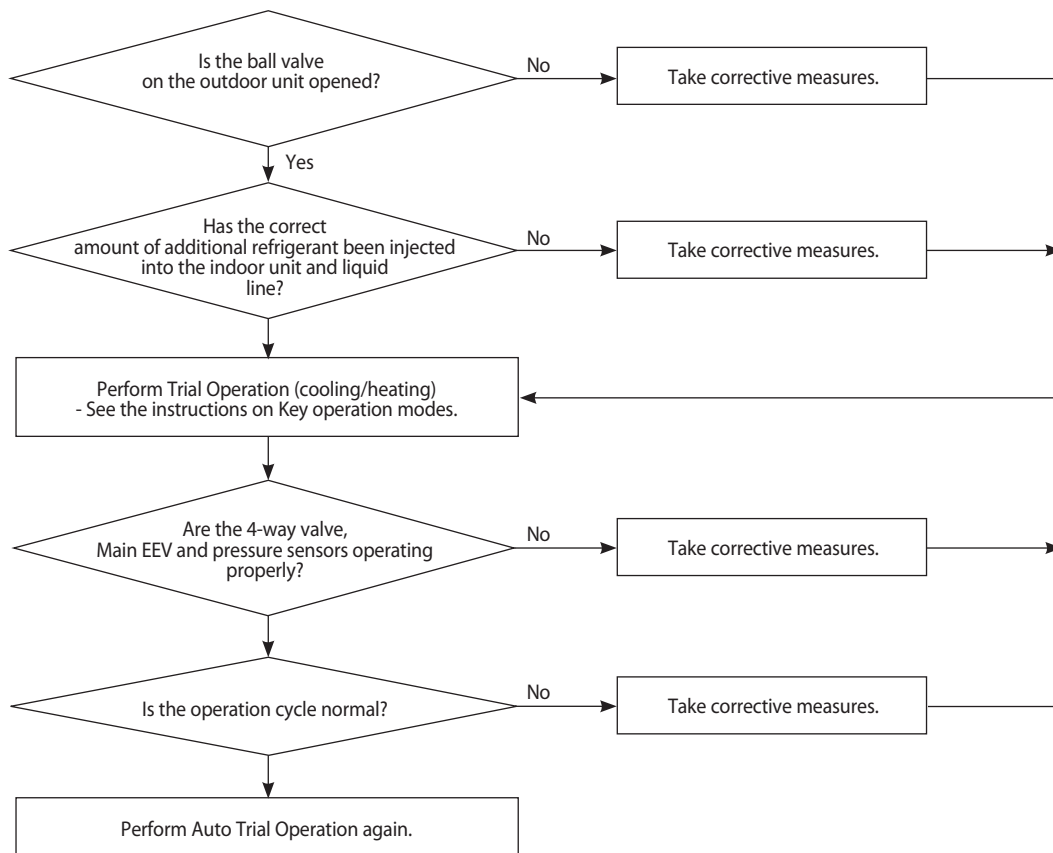 Is the ball valve
on the outdoor unit opened?
No
Take corrective measures.
Yes
Has the correct
amount of additional refrigerant been injected
into the indoor unit and liquid
line?
No
Take corrective measures.
Perform Trial Operation (cooling/heating)
- See the instructions on Key operation modes.
Are the 4-way valve,
Main EEV and pressure sensors operating
properly?
No
Take corrective measures.
Is the operation cycle normal?
No
Take corrective measures.
Perform Auto Trial Operation again.